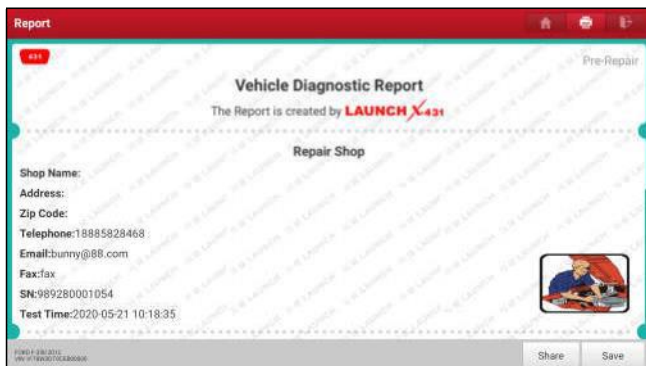 Report
431
Pre-Repair
Vehicle Diagnostic Report
The Report is created by LAUNCH X-431
Repair Shop
Shop Name:
Address:
Zip Code:
Telephone:18885828468
Email:bunny@88.com
Fax:fax
SN:989280001054
Test Time:2020-05-21 10:18:35
Share
Save